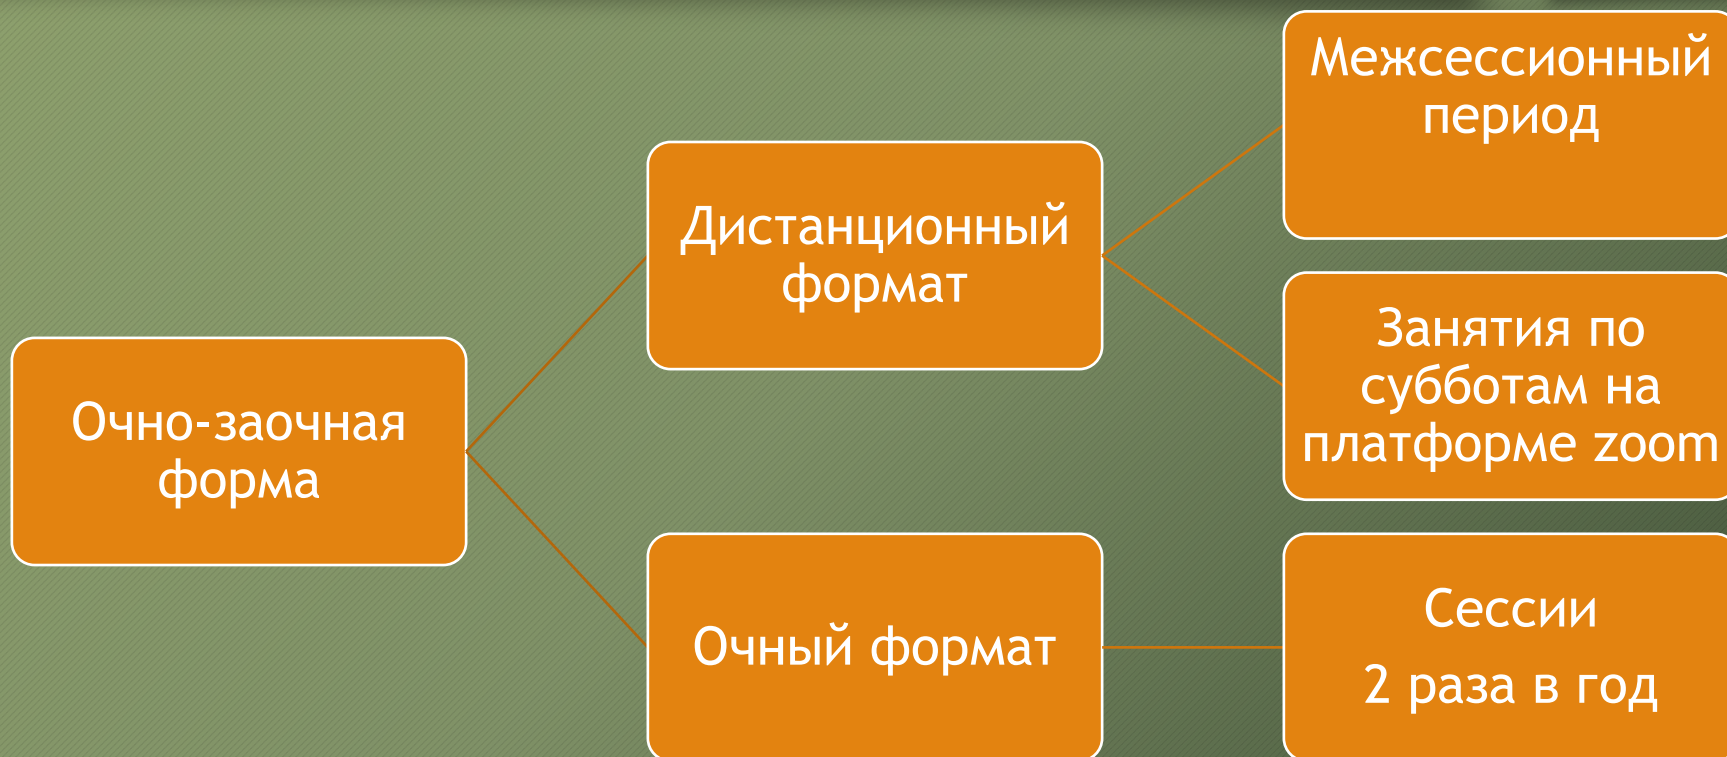 Очно-заочная
форма
Дистанционный
формат
Межсессионный
период
Занятия по
субботам на
платформе zoom
Очный формат
Сессии
2 раза в год